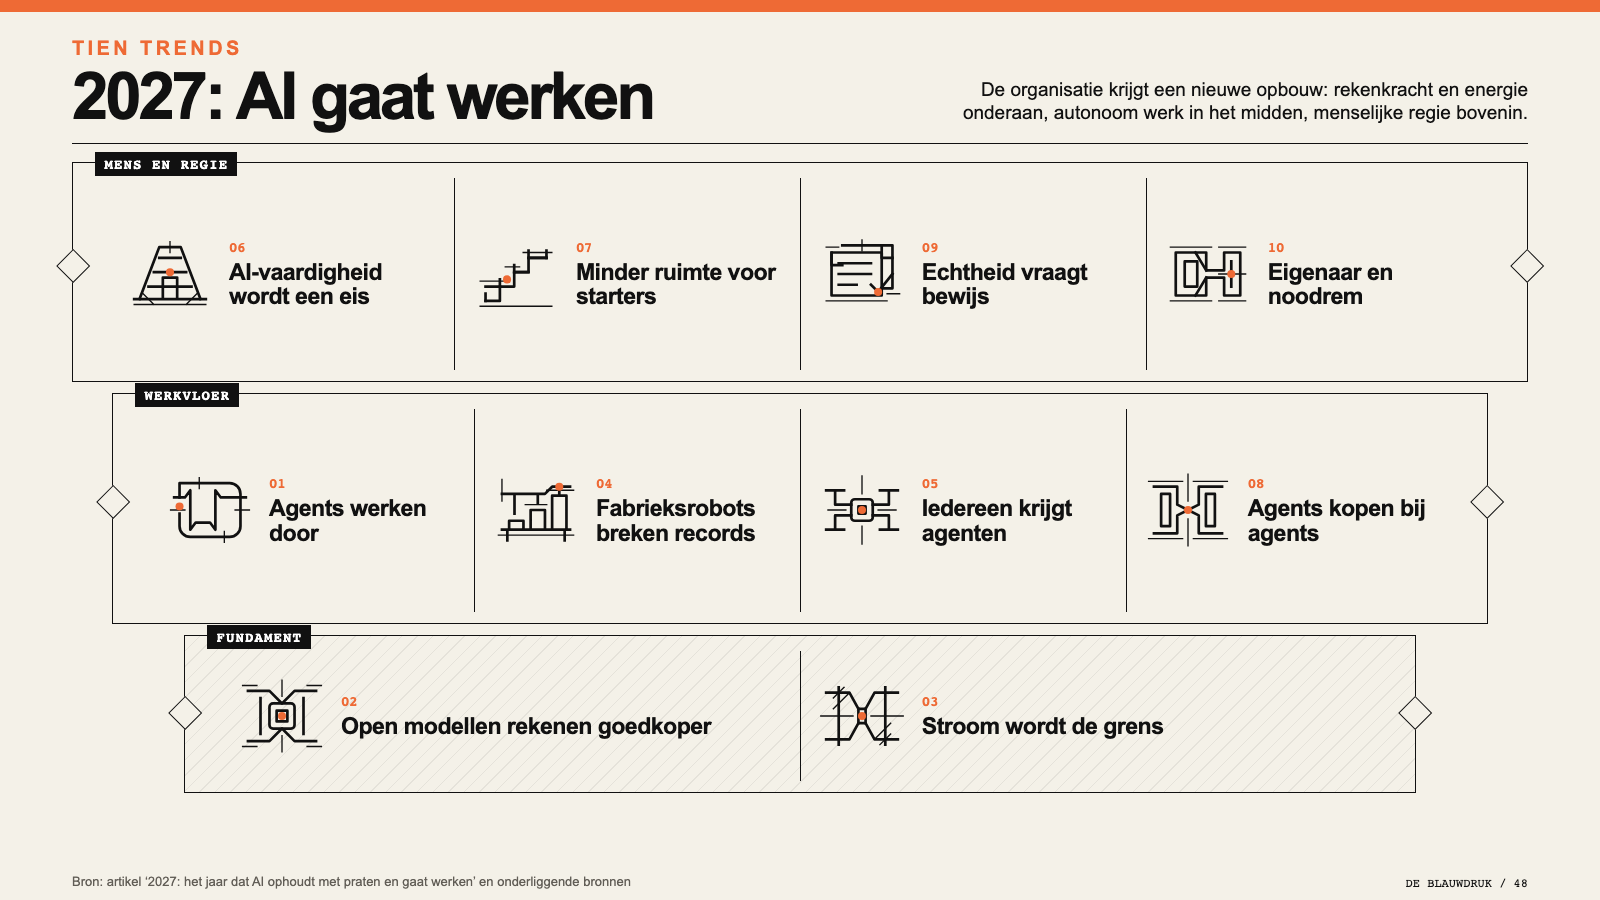 TIEN TRENDS
2027: AI gaat werken
De organisatie krijgt een nieuwe opbouw: rekenkracht en energie
onderaan, autonoom werk in het midden, menselijke regie bovenin.
MENS EN REGIE
06
AI-vaardigheid
wordt een eis
07
Minder ruimte voor
starters
09
Echtheid vraagt
bewijs
10
Eigenaar en
noodrem
WERKVLOER
01
Agents werken
door
04
Fabrieksrobots
breken records
05
Iedereen krijgt
agenten
08
Agents kopen bij
agents
FUNDAMENT
02
Open modellen rekenen goedkoper
03
Stroom wordt de grens
Bron: artikel ‘2027: het jaar dat AI ophoudt met praten en gaat werken’ en onderliggende bronnen
DE BLAUWDRUK / 48